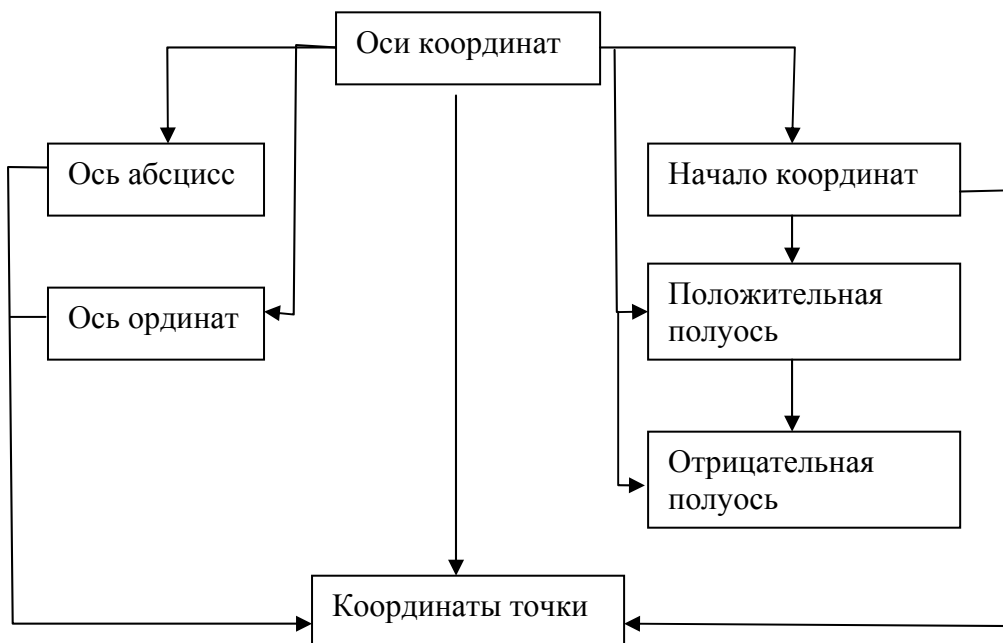 Оси координат
Ось абсцисс
Начало координат
Ось ординат
Положительная
полуось
Отрицательная
полуось
Координаты точки